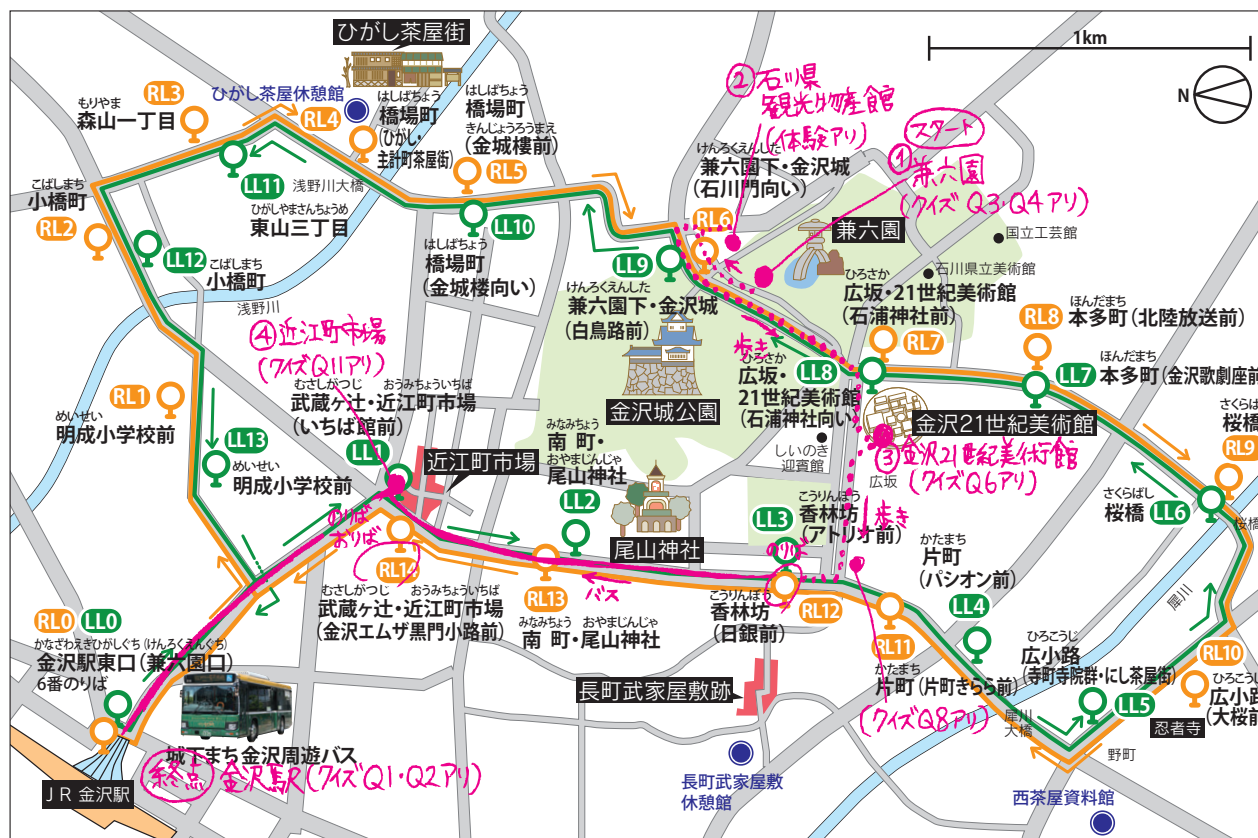 ひがし茶屋街
1km
N
もりやま
RL3
森山一丁目
ひがし茶屋休憩館
RL4
はしばちょう
橋場町
(ひがし・
主計町茶屋街)
はしばちょう
橋場町
きんじょうろうまえ
(金城楼前)
RL5
②石川県
観光物産館
(体験アリ)
スタート
①兼六園
(クイズQ3・Q4アリ)
けんろくえんした
兼六園下・金沢城
(石川門向い)
RL6
兼六園
国立工芸館
石川県立美術館
こばしまち
小橋町
RL2
LL11
浅野川大橋
ひがしやまさんちょうめ
東山三丁目
LL12
こばしまち
小橋町
浅野川
LL10
はしばちょう
橋場町
(金城楼向い)
LL9
けんろくえんした
兼六園下・金沢城
(白鳥路前)
ひろさか
広坂・21世紀美術館
(石浦神社前)
RL7
RL8
ほんだまち
本多町(北陸放送前)
歩き
ひろさか
広坂・
LL8
21世紀美術館
(石浦神社向い)
LL7
ほんだまち
本多町(金沢歌劇座前
金沢城公園
金沢21世紀美術館
③金沢21世紀美術館
(クイズQ6アリ)
しいのき
迎賓館
広坂
さくらば
桜橋
RL9
さくらばし
桜橋
LL6
桜橋
④近江町市場
(クイズQ11アリ)
むさしがつじ おうみちょういちば
武蔵ヶ辻・近江町市場
(いちば館前)
LL1
近江町市場
RL1
めいせい
明成小学校前
LL13
めいせい
明成小学校前
みなみちょう
南町・
おやまじんじゃ
尾山神社
LL2
尾山神社
LL3
こうりんぼう
香林坊
(アトリオ前)
のりば
歩き
かたまち
片町
(パシオン前)
LL4
のりば
おりば
RL14
むさしがつじ おうみちょういちば
武蔵ヶ辻・近江町市場
(金沢エムザ黒門小路前)
RL13
バス
みなみちょう おやまじんじゃ
南町・尾山神社
こうりんぼう
香林坊
(日銀前)
RL12
RL11
かたまち
片町(片町きらら前)
(クイズQ8アリ)
犀川
ひろこうじ
広小路
(寺町寺院群・にし茶屋街)
LL5
RL10
ひろこうじ
広小路
(大桜前)
忍者寺
犀川
大橋
野町
RL0
LL0
かなざわえきひがしぐち(けんろくえんぐち)
金沢駅東口(兼六園口)
6番のりば
城下まち金沢周遊バス
終点 金沢駅(クイズQ1・Q2アリ)
JR金沢駅
長町武家屋敷跡
長町武家屋敷
休憩館
西茶屋資料館